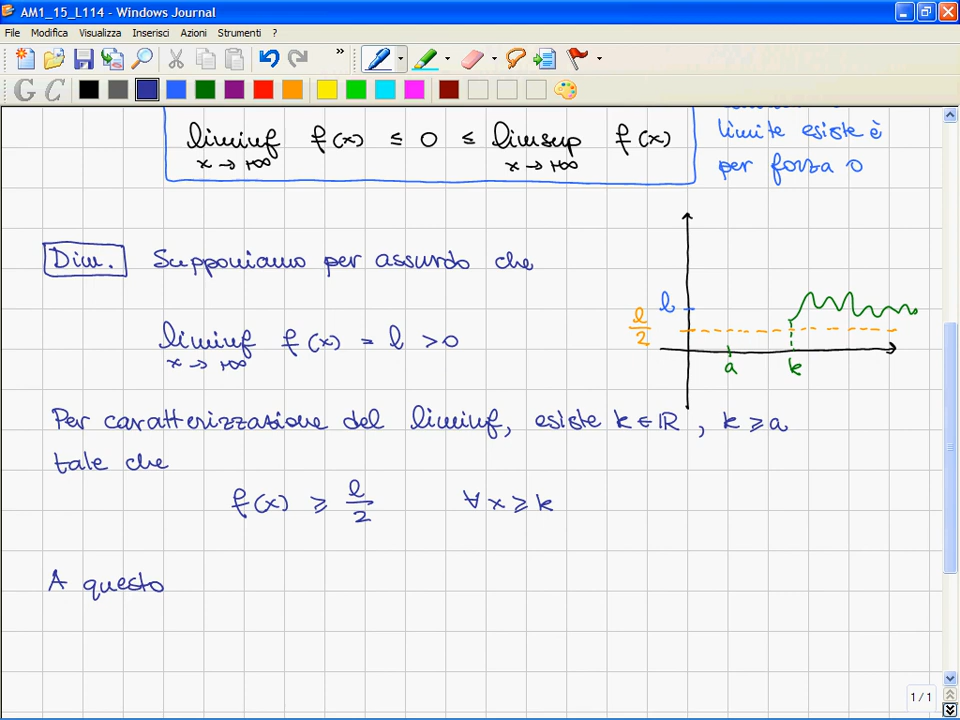 AM1_15_L114 - Windows Journal
File Modifica Visualizza Inserisci Azioni Strumenti ?
G C
liminf f(x) ≤ 0 ≤ limsup f(x)
x → +∞ x → +∞
limite esiste è
per forza 0
Dim. Supponiamo per assurdo che
liminf f(x) = l > 0
x → +∞
l
l/2
a k
Per caratterizzazione del liminf, esiste k ∈ ℝ, k ≥ a
tale che
f(x) ≥ l/2 ∀ x ≥ k
A questo
1 / 1